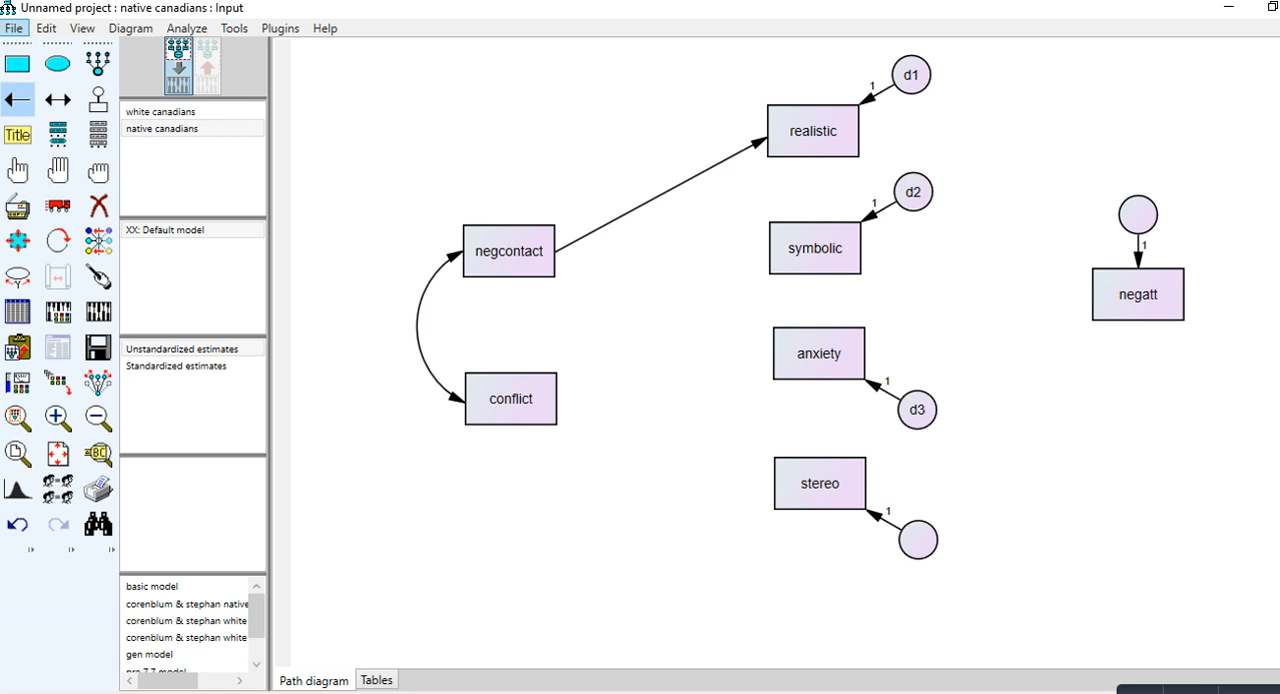 Unnamed project : native canadians : Input
File Edit View Diagram Analyze Tools Plugins Help
Title
white canadians
native canadians
XX: Default model
Unstandardized estimates
Standardized estimates
basic model
corenblum & stephan native
corenblum & stephan white
corenblum & stephan white
gen model
d1
1
realistic
d2
1
symbolic
negcontact
1
negatt
anxiety
1
d3
conflict
stereo
1
Path diagram Tables